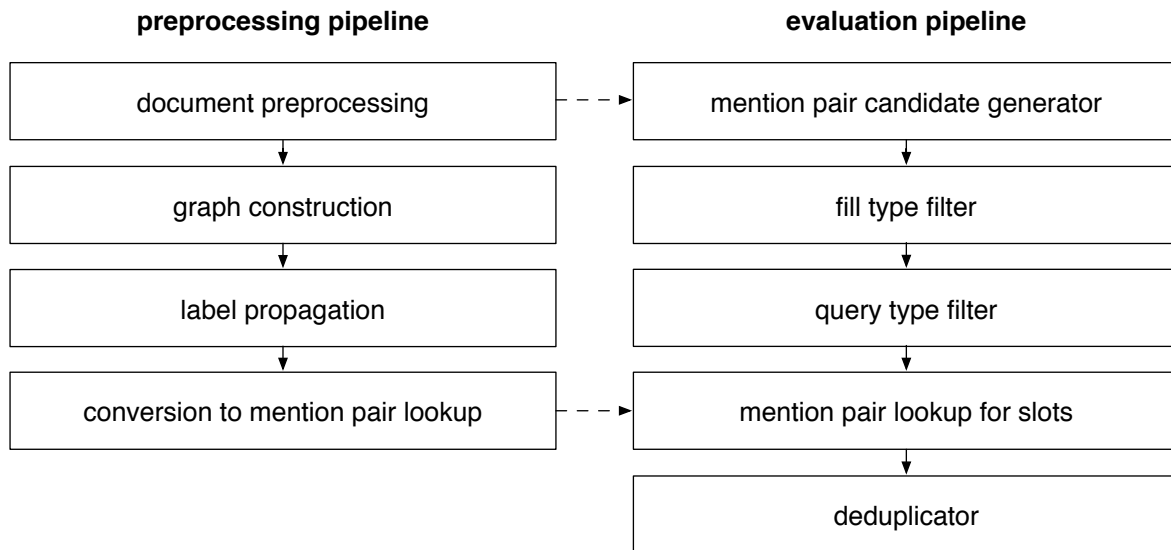 preprocessing pipeline
document preprocessing
graph construction
label propagation
conversion to mention pair lookup
evaluation pipeline
mention pair candidate generator
fill type filter
query type filter
mention pair lookup for slots
deduplicator